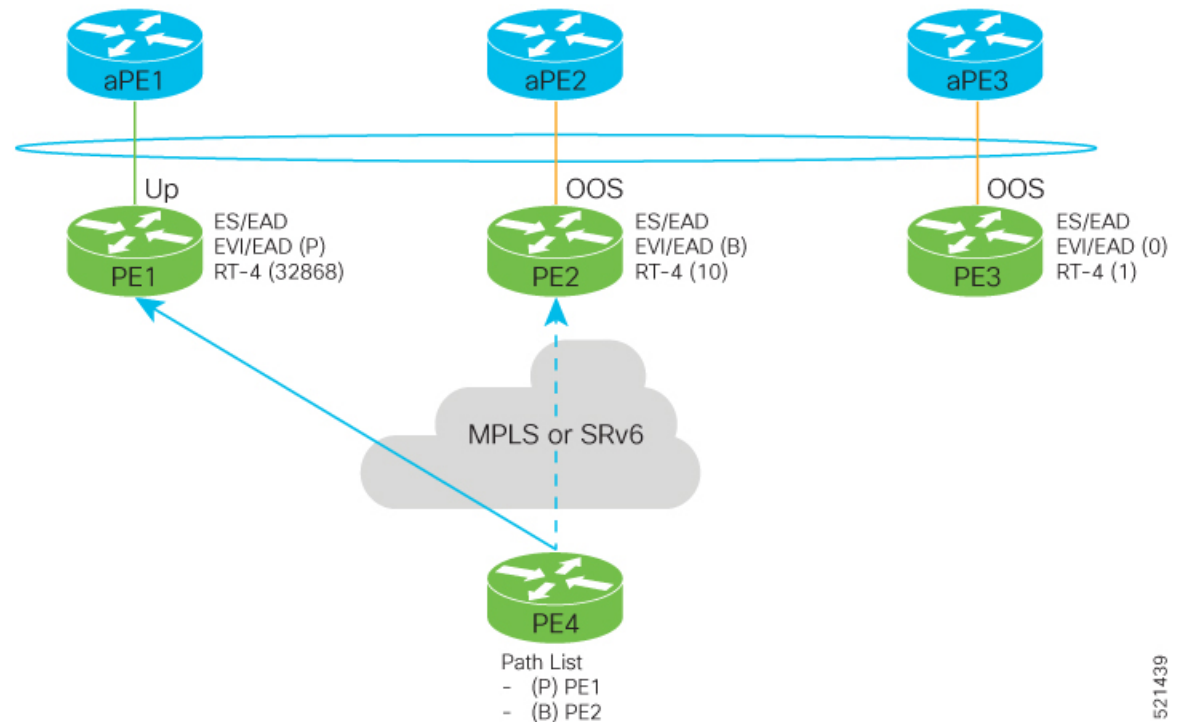 aPE1
aPE2
aPE3
Up
OOS
OOS
PE1
ES/EAD
EVI/EAD (P)
RT-4 (32868)
PE2
ES/EAD
EVI/EAD (B)
RT-4 (10)
PE3
ES/EAD
EVI/EAD (0)
RT-4 (1)
MPLS or SRv6
PE4
Path List
- (P) PE1
- (B) PE2
521439